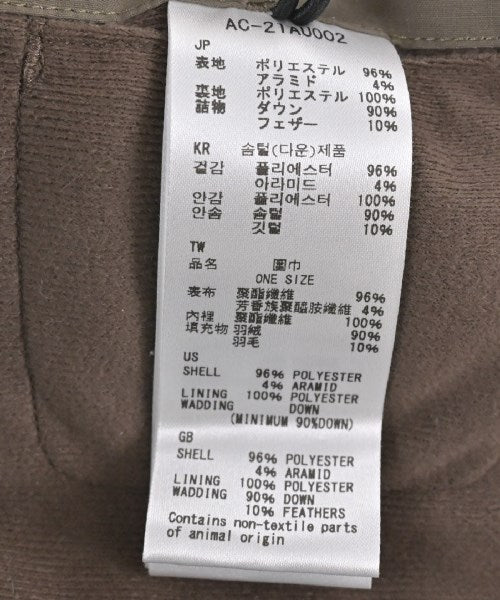 AC-21A0002
JP
表地 ポリエステル 96%
アラミド 4%
裏地 ポリエステル 100%
詰物 ダウン 90%
フェザー 10%
KR 솜털(다운)제품
겉감 폴리에스터 96%
아라미드 4%
안감 폴리에스터 100%
안솜 솜털 90%
깃털 10%
TW
品名 圍巾
ONE SIZE
表布 聚酯纖維 96%
芳香族聚醯胺纖維 4%
內裡 聚酯纖維 100%
填充物 羽絨 90%
羽毛 10%
US
SHELL 96% POLYESTER
4% ARAMID
LINING 100% POLYESTER
WADDING DOWN
(MINIMUM 90%DOWN)
GB
SHELL 96% POLYESTER
4% ARAMID
LINING 100% POLYESTER
WADDING 90% DOWN
10% FEATHERS
Contains non-textile parts
of animal origin